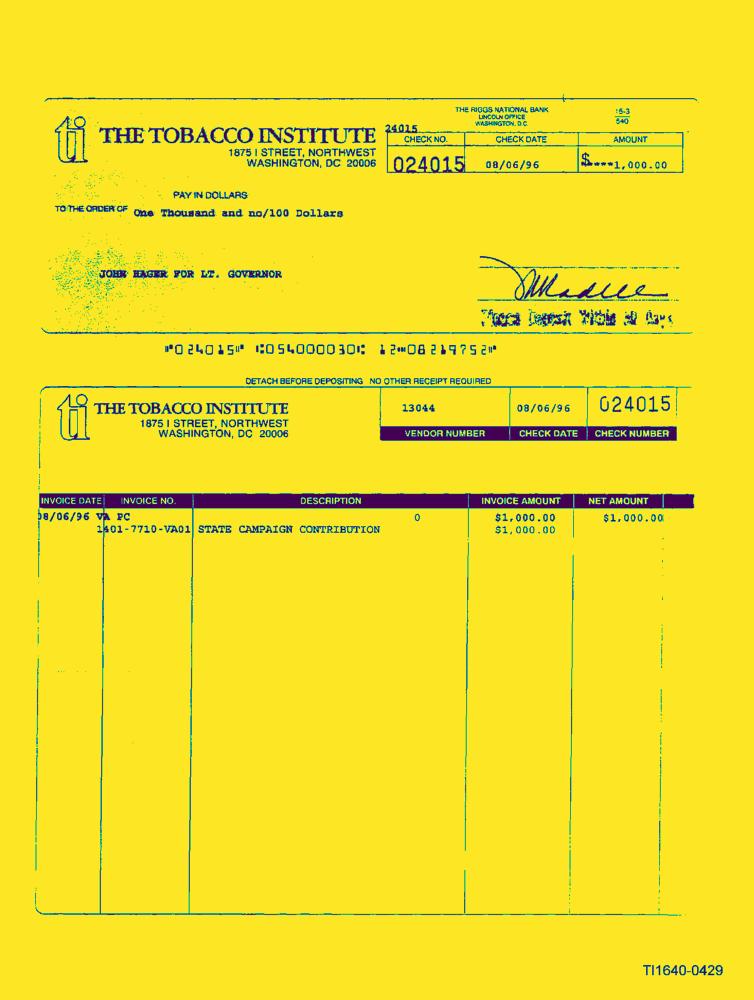 THE RIGGS NATIONAL BANK
LINCOLN OFFICE
WASHINGTON, D.C.
15-3
540
ti THE TOBACCO INSTITUTE
1875 I STREET, NORTHWEST
WASHINGTON, DC 20006
24015
CHECK NO. CHECK DATE AMOUNT
024015 08/06/96 $****1,000.00
PAY IN DOLLARS
TO THE ORDER OF One Thousand and no/100 Dollars
JOHN HAGER FOR LT. GOVERNOR
⑈024015⑈ ⑆054000030⑆ 12⑉08219752⑈
DETACH BEFORE DEPOSITING NO OTHER RECEIPT REQUIRED
ti THE TOBACCO INSTITUTE
1875 I STREET, NORTHWEST
WASHINGTON, DC 20006
13044 08/06/96 024015
VENDOR NUMBER CHECK DATE CHECK NUMBER
INVOICE DATE INVOICE NO. DESCRIPTION INVOICE AMOUNT NET AMOUNT
08/06/96 VA PC 0 $1,000.00 $1,000.00
1401-7710-VA01 STATE CAMPAIGN CONTRIBUTION $1,000.00
TI1640-0429